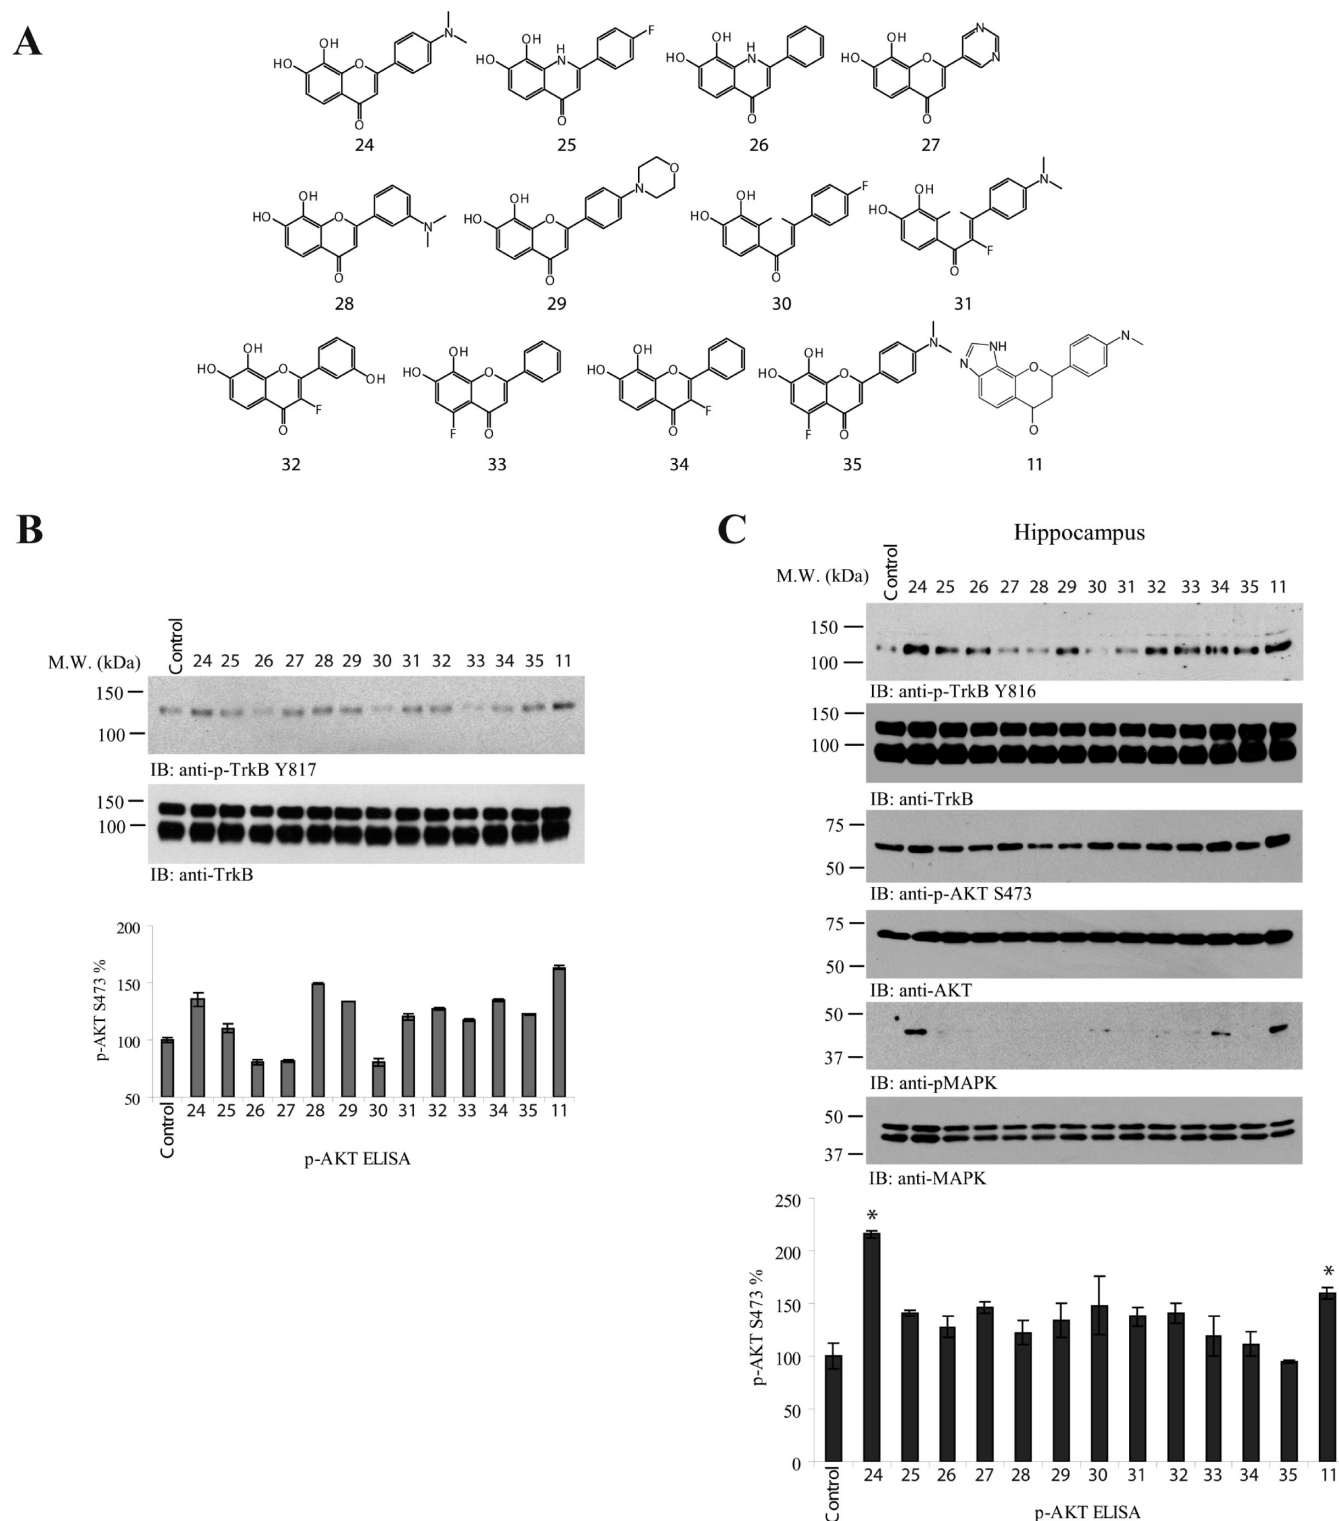 A
OH
HO
O
O
N
24
OH
HO
H
N
O
F
25
OH
HO
H
N
O
26
OH
HO
O
O
N
N
27
OH
HO
O
O
N
28
OH
HO
O
O
N
O
29
OH
HO
O
F
30
OH
HO
O
F
N
31
OH
HO
O
O
F
OH
32
OH
HO
O
F
O
33
OH
HO
O
F
O
34
OH
HO
O
F
O
N
35
NH
N
O
O
N
11
B
M.W. (kDa) Control 24 25 26 27 28 29 30 31 32 33 34 35 11
150
100
IB: anti-p-TrkB Y817
150
100
IB: anti-TrkB
200
150
100
50
p-AKT S473 %
Control 24 25 26 27 28 29 30 31 32 33 34 35 11
p-AKT ELISA
C
Hippocampus
M.W. (kDa) Control 24 25 26 27 28 29 30 31 32 33 34 35 11
150
100
IB: anti-p-TrkB Y816
150
100
IB: anti-TrkB
75
50
IB: anti-p-AKT S473
75
50
IB: anti-AKT
50
37
IB: anti-pMAPK
50
37
IB: anti-MAPK
250
200
150
100
50
0
p-AKT S473 %
*
*
Control 24 25 26 27 28 29 30 31 32 33 34 35 11
p-AKT ELISA